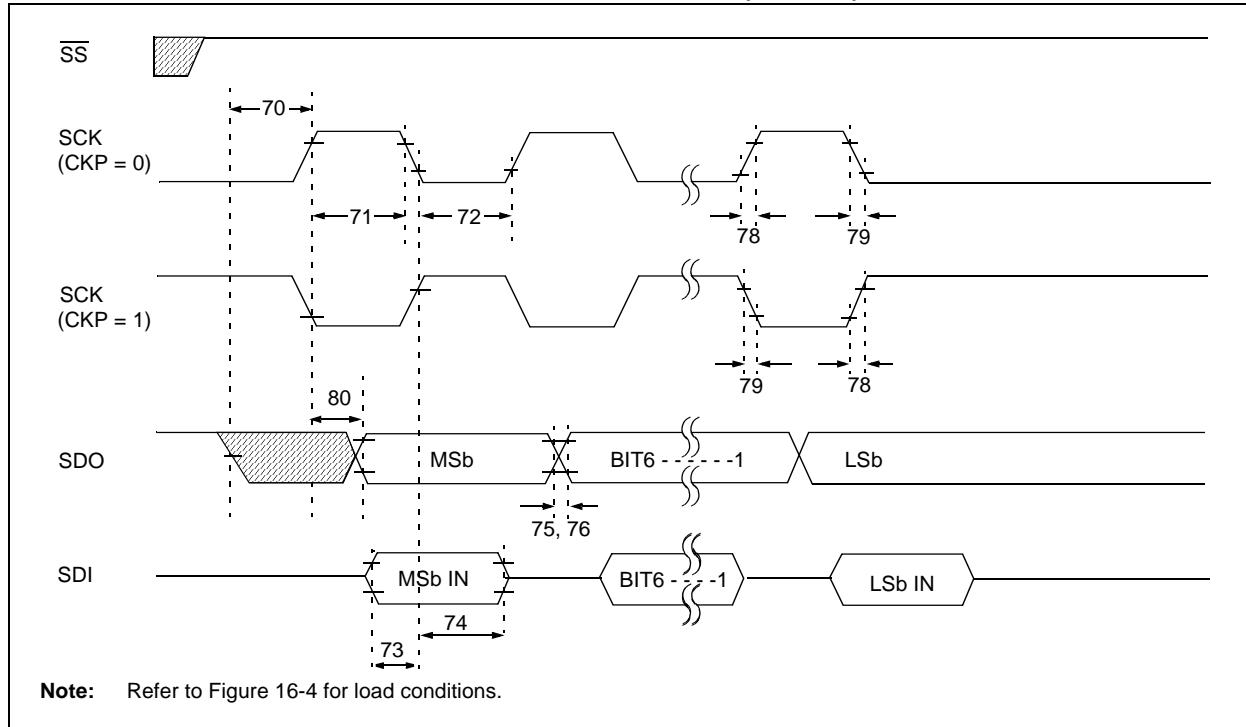 SS
70
SCK
(CKP = 0)
71
72
78
79
SCK
(CKP = 1)
79
78
80
SDO
MSb
BIT6 - - - - - -1
LSb
75, 76
SDI
MSb IN
BIT6 - - - -1
LSb IN
74
73
Note: Refer to Figure 16-4 for load conditions.